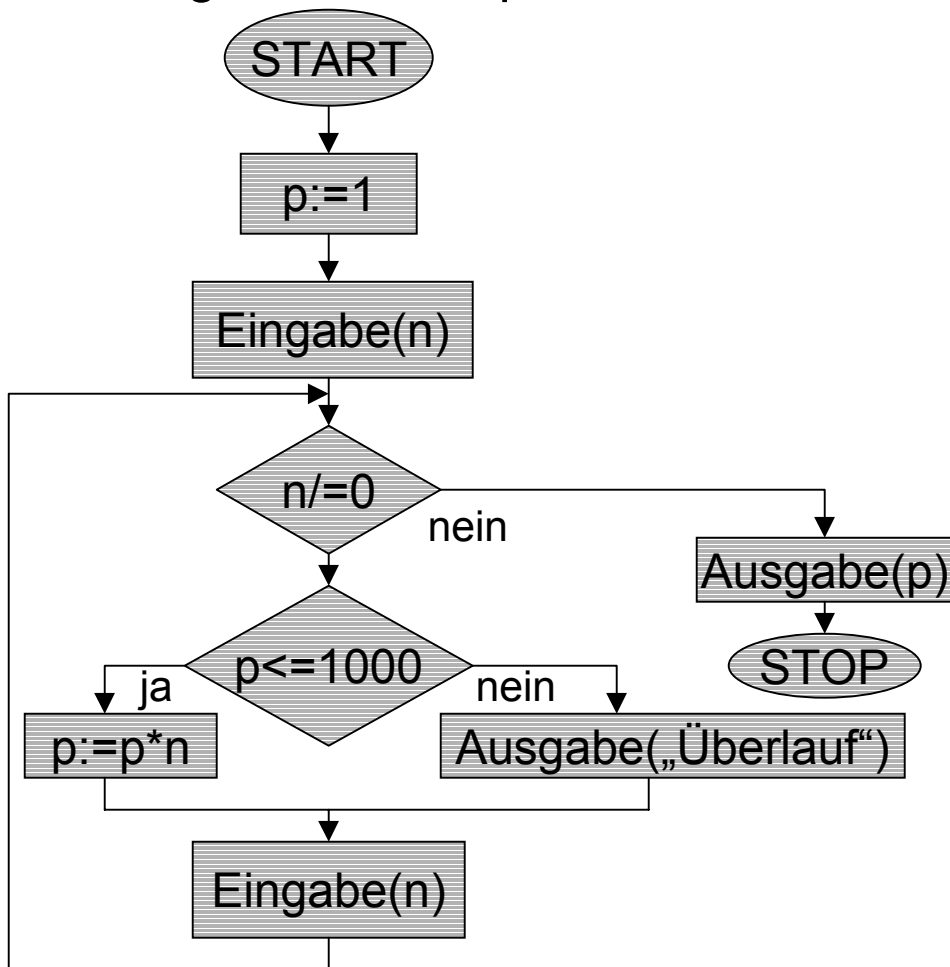 START
p:=1
Eingabe(n)
n/=0
nein
Ausgabe(p)
STOP
p<=1000
ja
nein
p:=p*n
Ausgabe(„Überlauf“)
Eingabe(n)